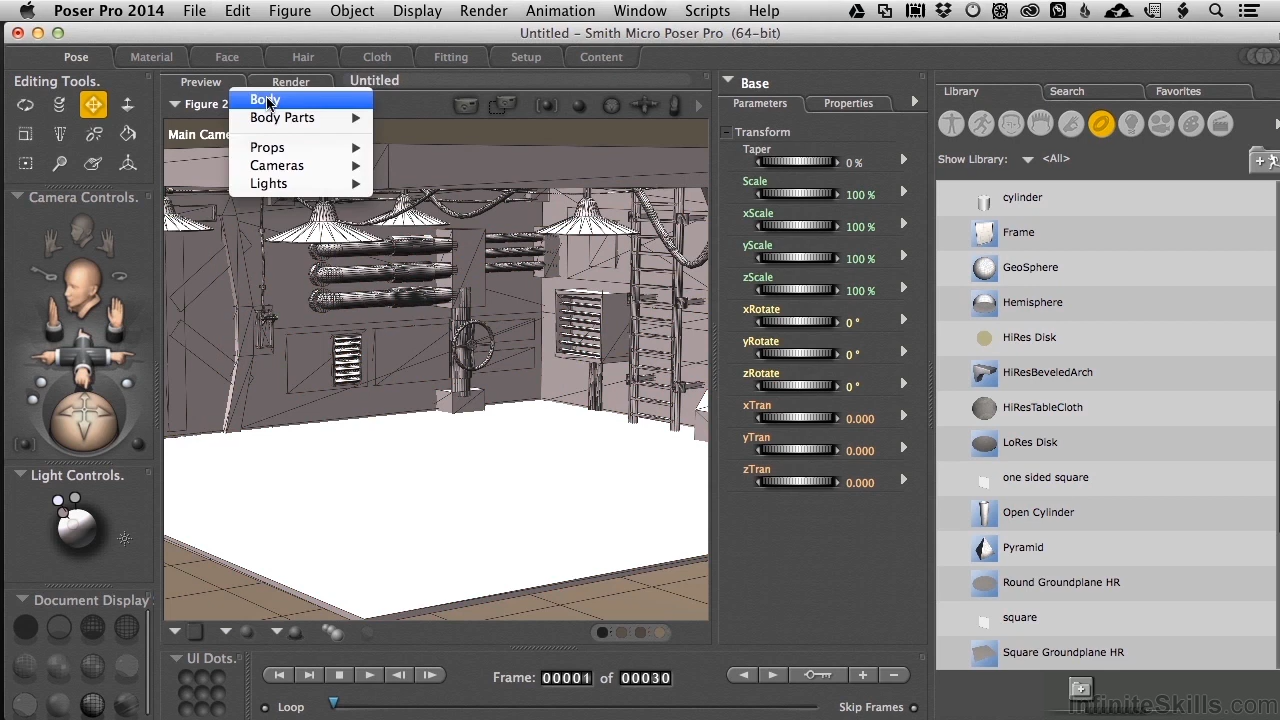 Poser Pro 2014 File Edit Figure Object Display Render Animation Window Scripts Help
Untitled - Smith Micro Poser Pro (64-bit)
Pose Material Face Hair Cloth Fitting Setup Content
Editing Tools.
Camera Controls.
Light Controls.
Document Display
Preview Render Untitled
Figure 2
Main Came
Body
Body Parts
Props
Cameras
Lights
Base
Parameters Properties
Transform
Taper
0 %
Scale
100 %
xScale
100 %
yScale
100 %
zScale
100 %
xRotate
0 °
yRotate
0 °
zRotate
0 °
xTran
0.000
yTran
0.000
zTran
0.000
Library Search Favorites
Show Library: <All>
cylinder
Frame
GeoSphere
Hemisphere
HiRes Disk
HiResBeveledArch
HiResTableCloth
LoRes Disk
one sided square
Open Cylinder
Pyramid
Round Groundplane HR
square
Square Groundplane HR
UI Dots.
Frame: 00001 of 00030
Loop
Skip Frames
InfiniteSkills.com